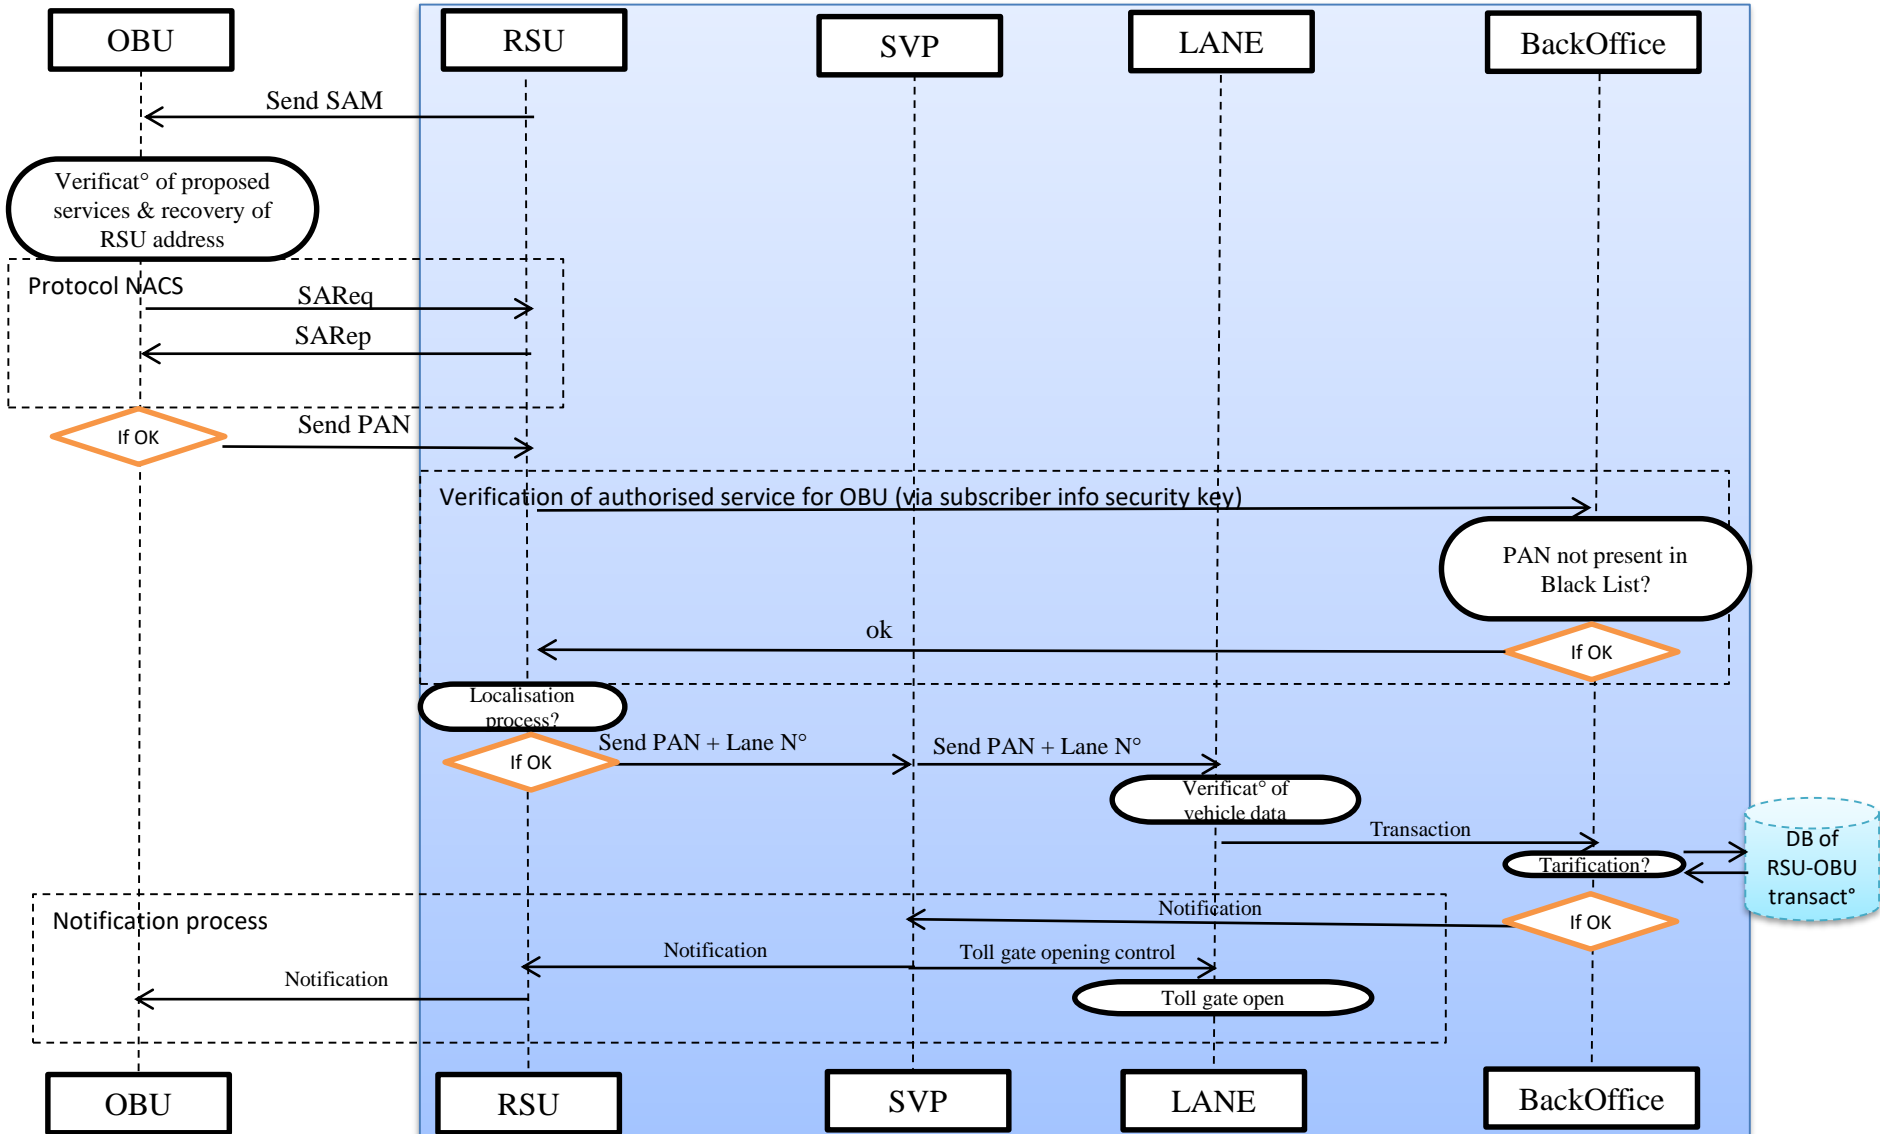 OBU
RSU
SVP
LANE
BackOffice
Send SAM
Verificat° of proposed
services & recovery of
RSU address
Protocol NACS
SAReq
SARep
If OK
Send PAN
Verification of authorised service for OBU (via subscriber info security key)
PAN not present in
Black List?
ok
If OK
Localisation
process?
If OK
Send PAN + Lane N°
Send PAN + Lane N°
Verificat° of
vehicle data
Transaction
Tarification?
DB of
RSU-OBU
transact°
Notification process
Notification
If OK
Notification
Toll gate opening control
Notification
Toll gate open
OBU
RSU
SVP
LANE
BackOffice